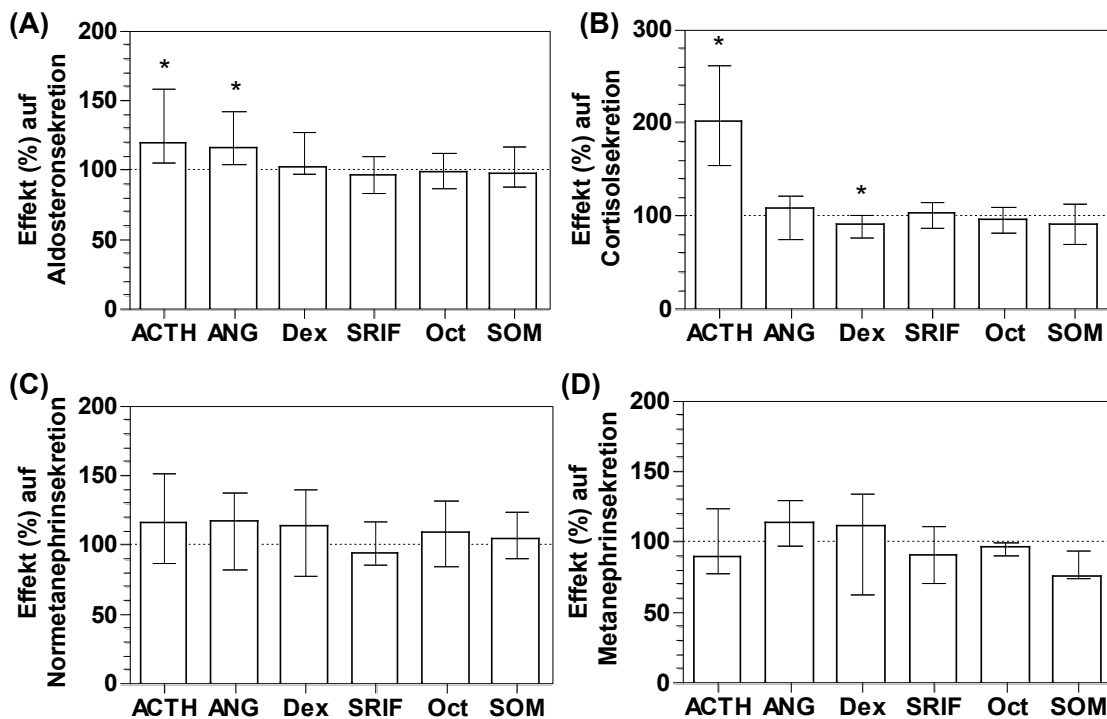 (A)
Effekt (%) auf
Aldosteronsekretion
200
150
100
50
0
*
*
ACTH ANG Dex SRIF Oct SOM
(B)
Effekt (%) auf
Cortisolsekretion
300
200
100
0
*
*
ACTH ANG Dex SRIF Oct SOM
(C)
Effekt (%) auf
Normetanephrinsekretion
200
150
100
50
0
ACTH ANG Dex SRIF Oct SOM
(D)
Effekt (%) auf
Metanephrinsekretion
200
150
100
50
0
ACTH ANG Dex SRIF Oct SOM